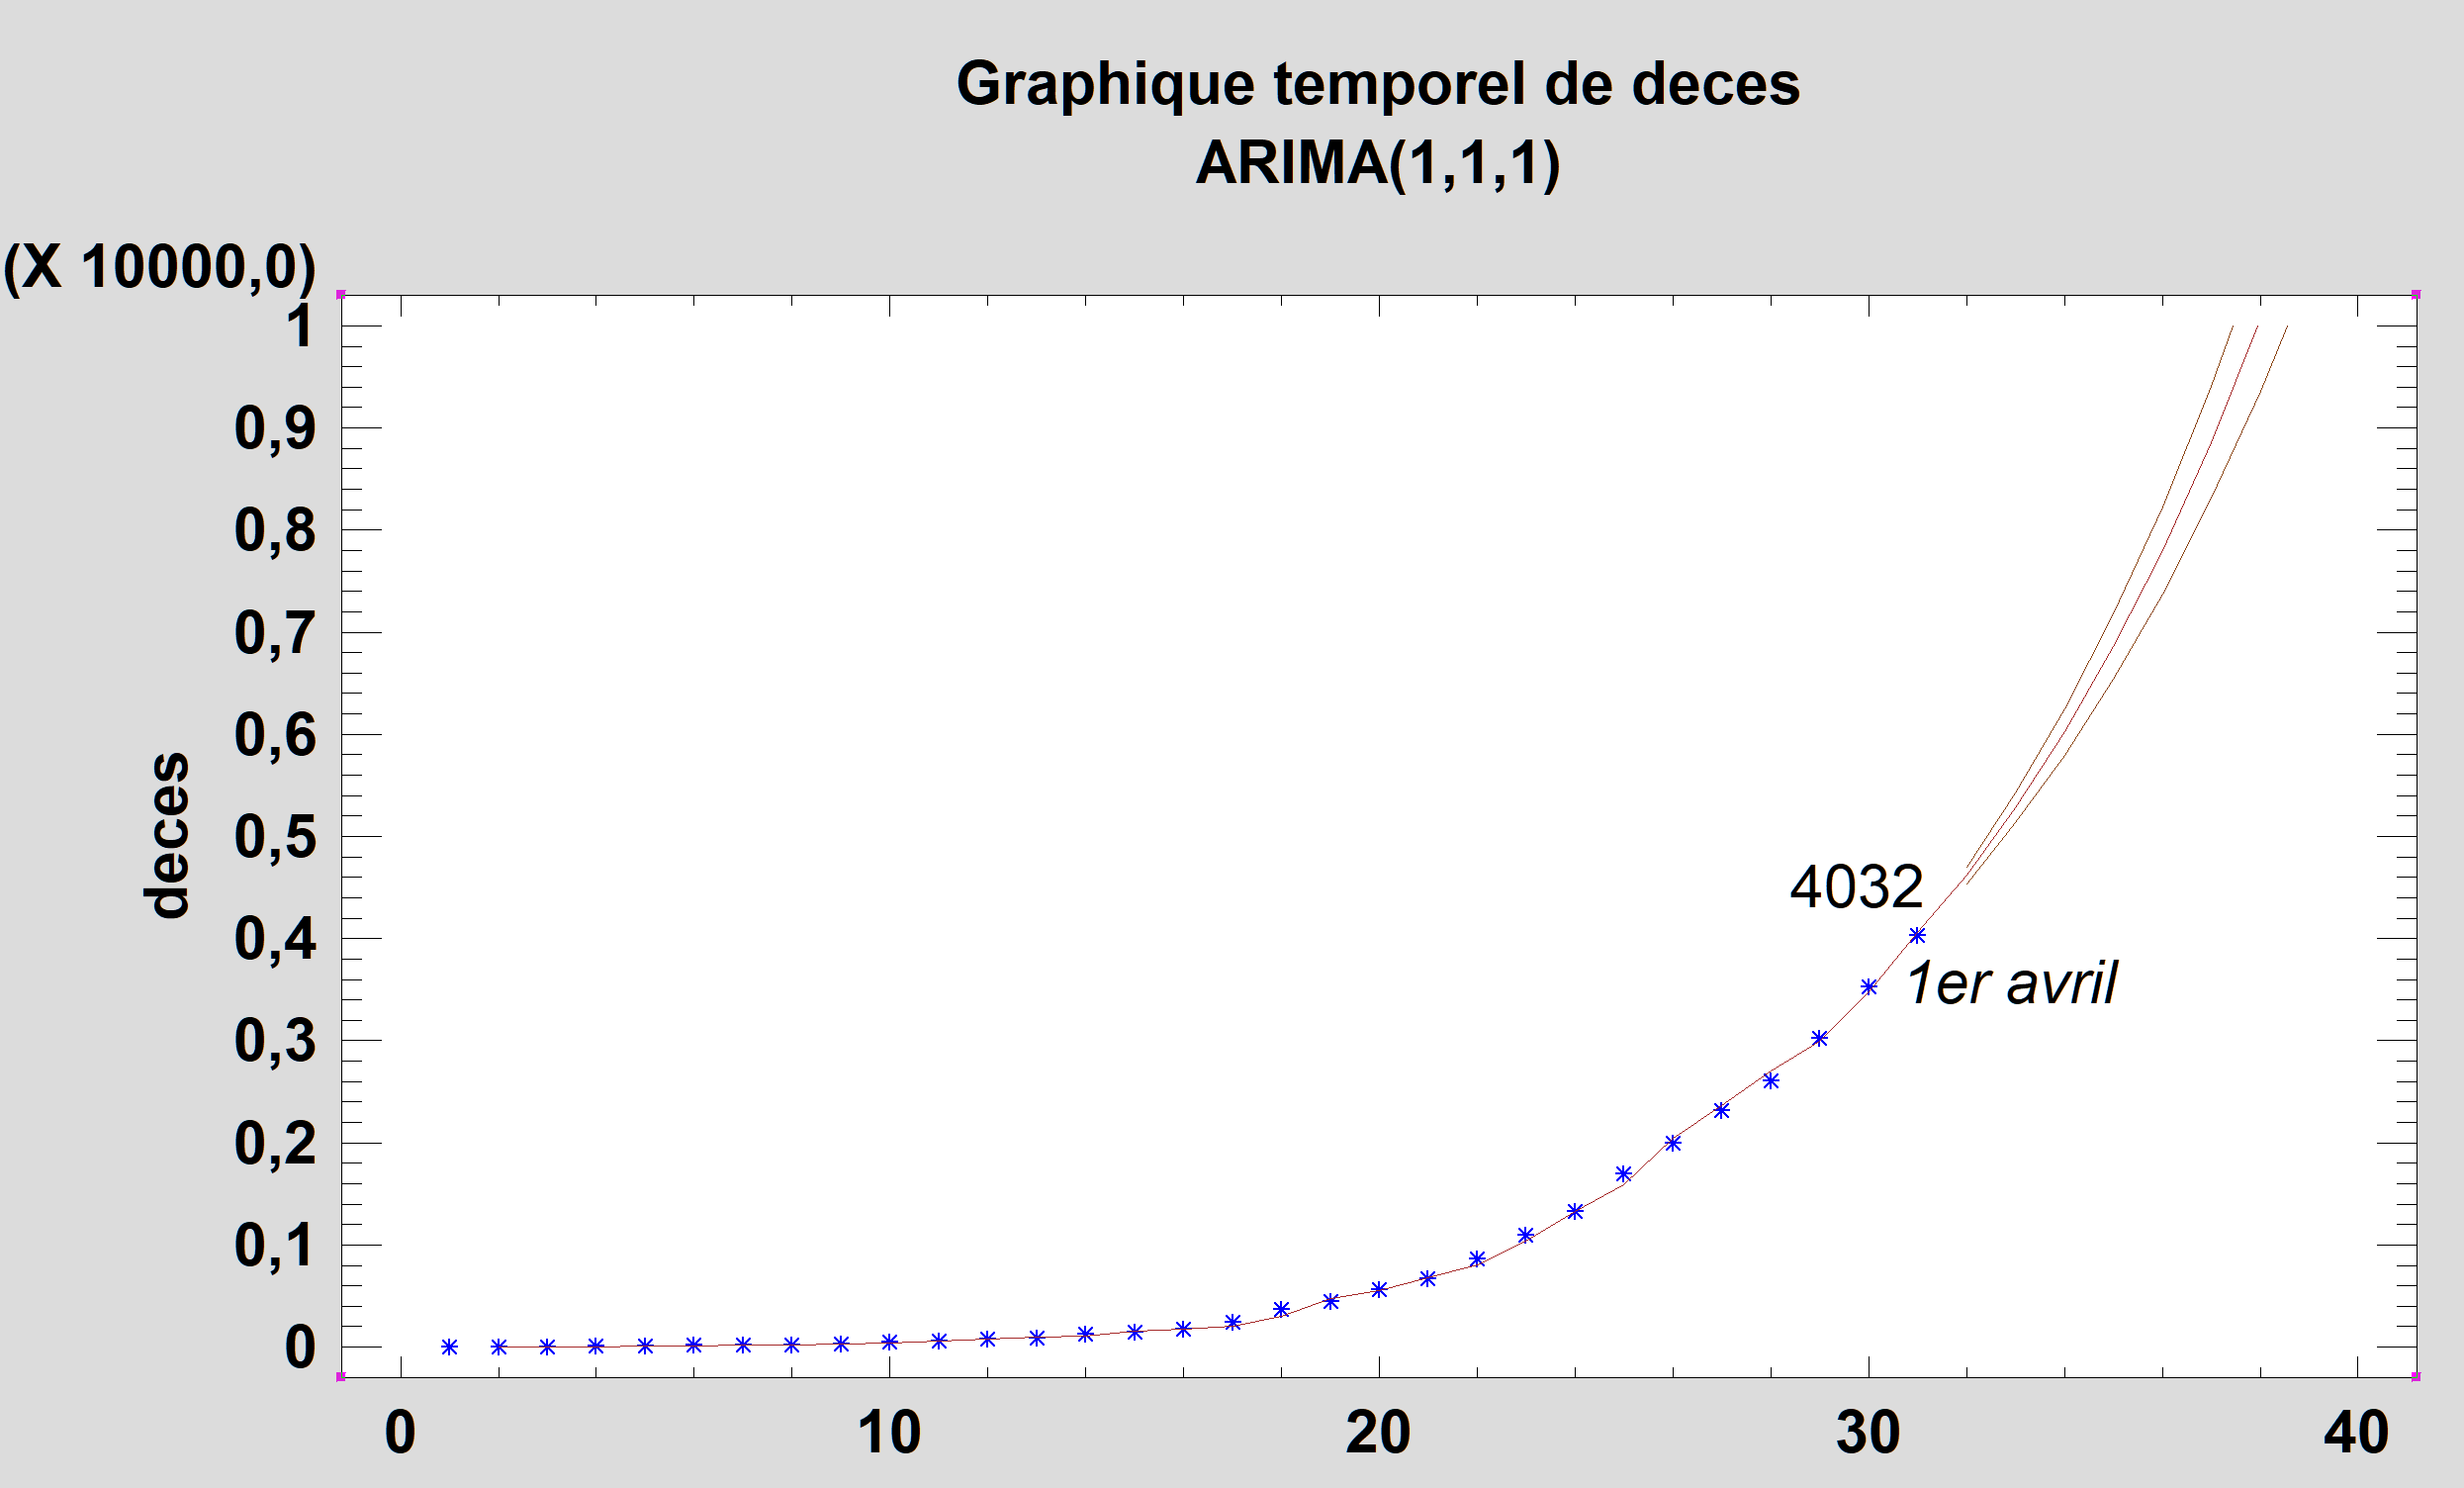 Graphique temporel de deces
ARIMA(1,1,1)
(X 10000,0)
1
0,9
0,8
0,7
0,6
0,5
0,4
0,3
0,2
0,1
0
deces
4032
1er avril
0 10 20 30 40